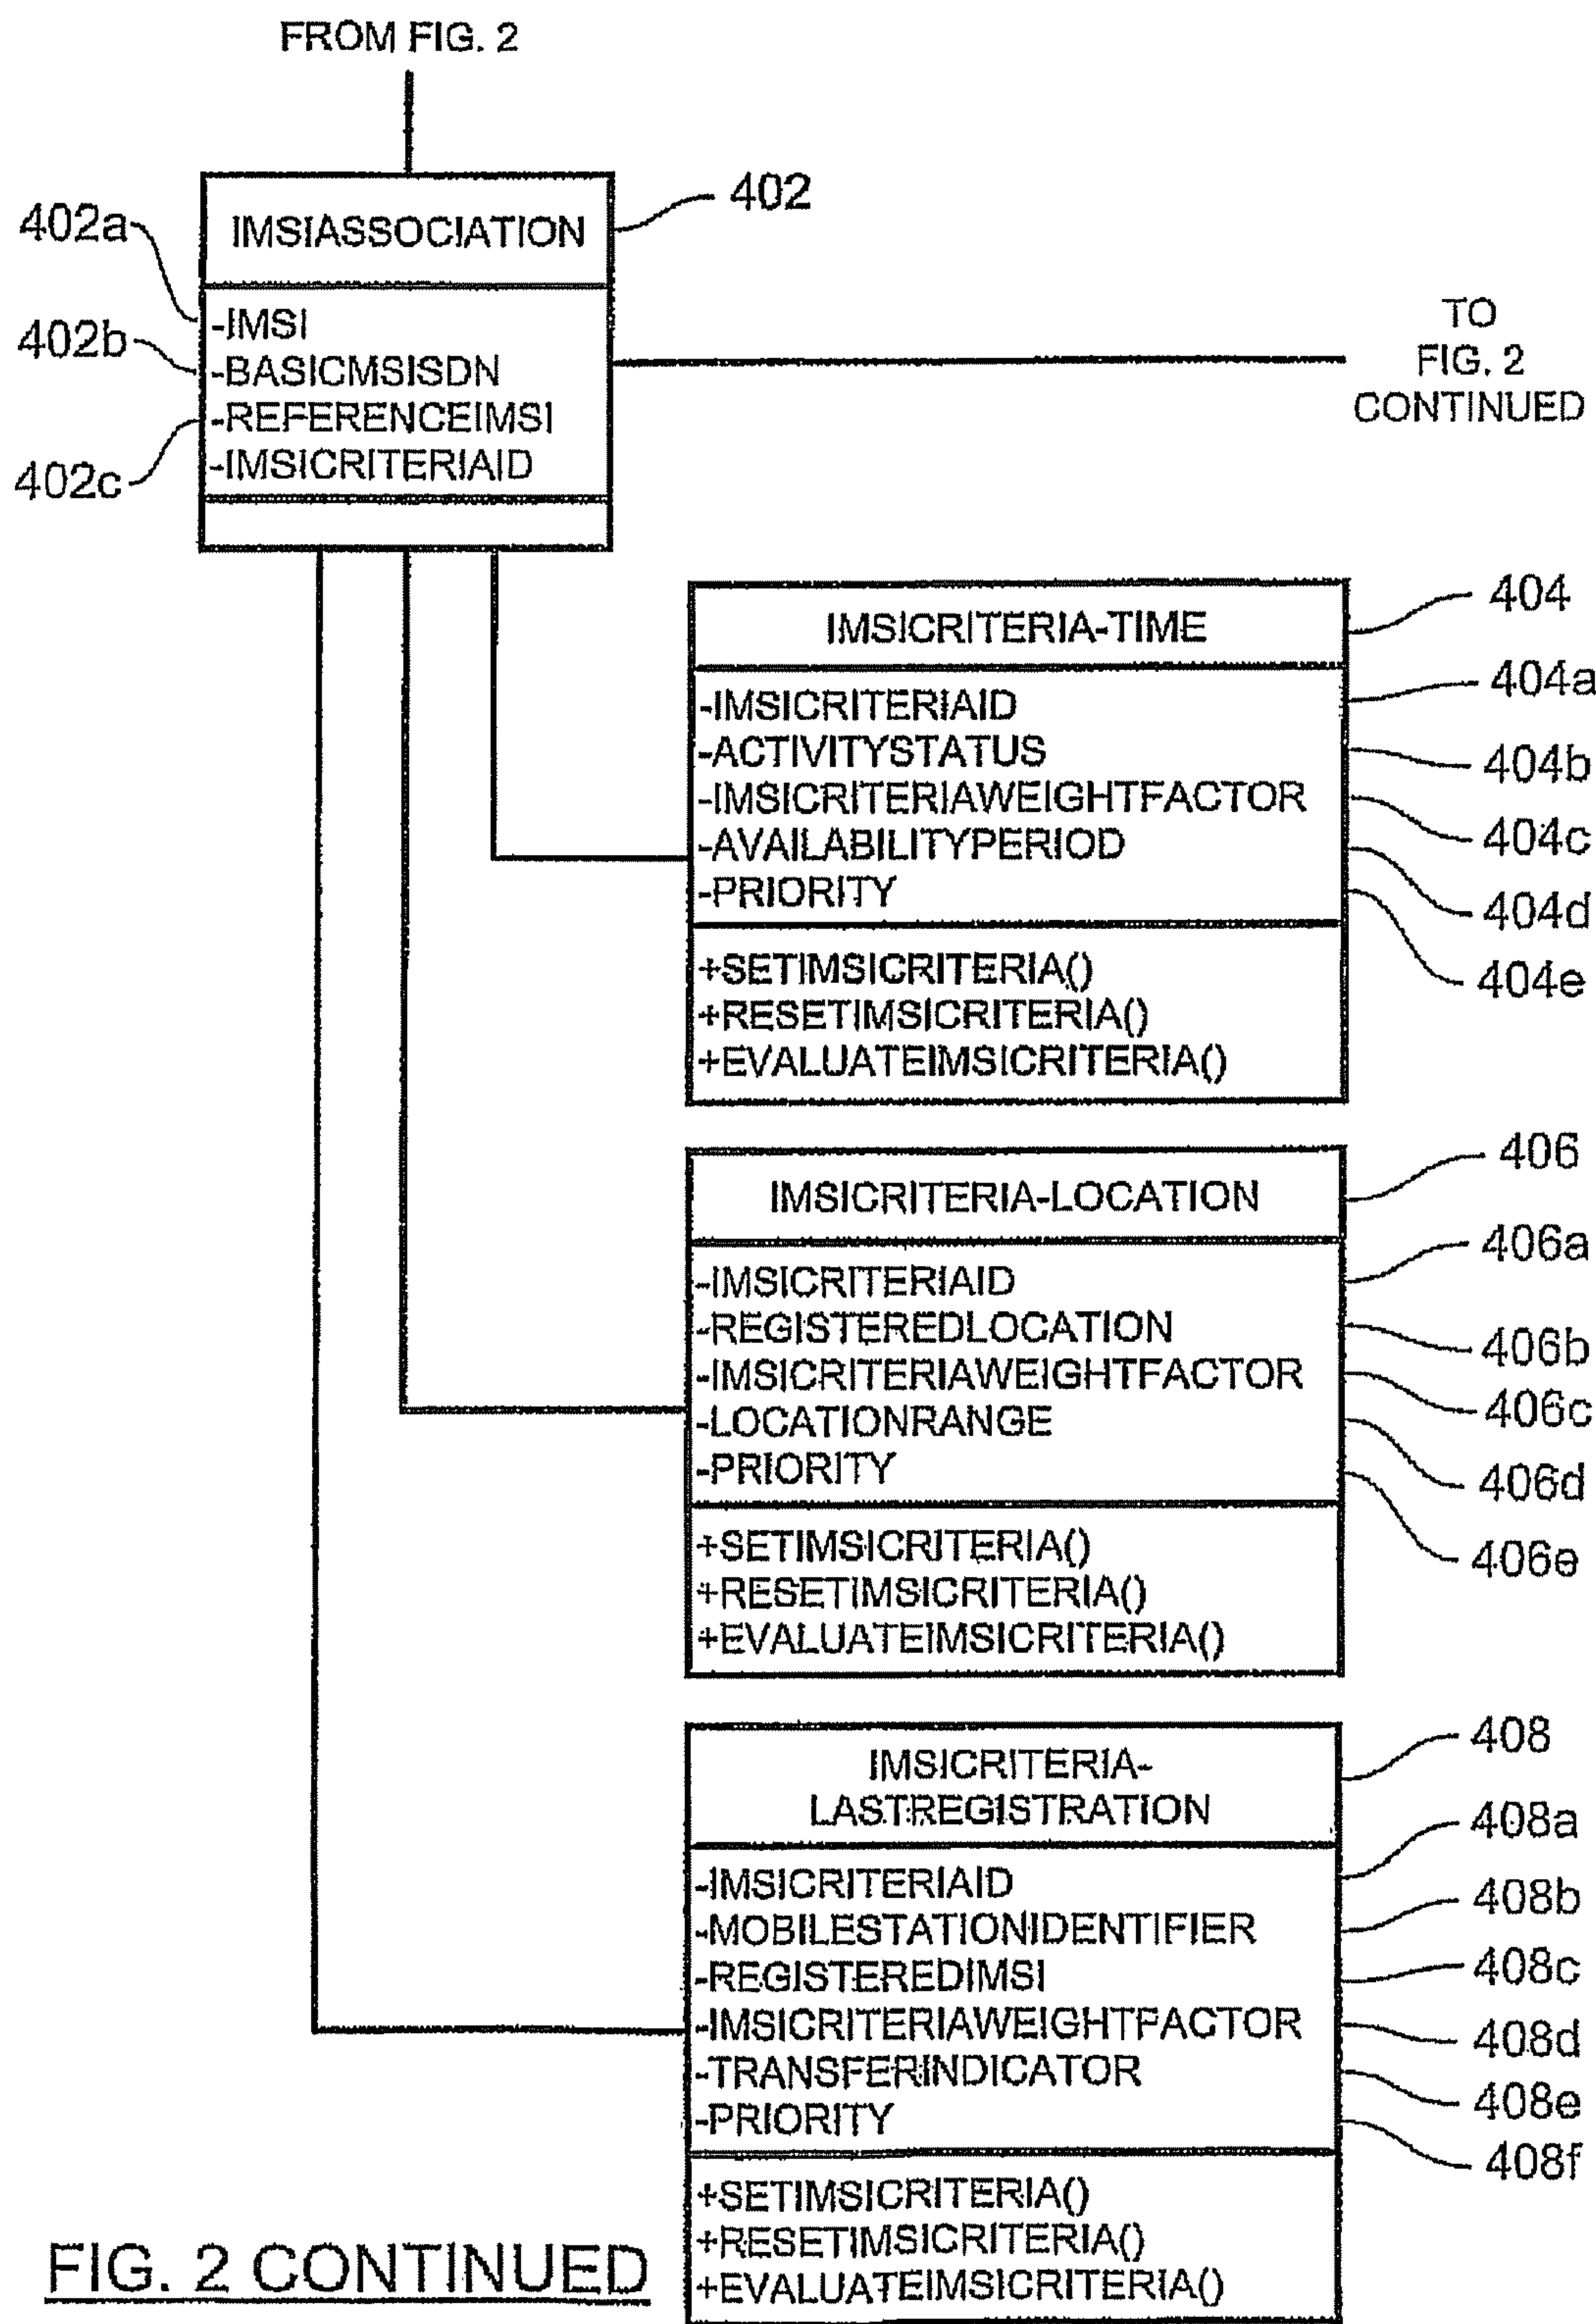 FROM FIG. 2
402
IMSIASSOCIATION
402a
-IMSI
402b
-BASICMSISDN
-REFERENCEIMSI
402c
-IMSICRITERIAID
TO
FIG. 2
CONTINUED
404
IMSICRITERIA-TIME
404a
-IMSICRITERIAID
404b
-ACTIVITYSTATUS
-IMSICRITERIAWEIGHTFACTOR
404c
-AVAILABILITYPERIOD
404d
-PRIORITY
404e
+SETIMSICRITERIA()
+RESETIMSICRITERIA()
+EVALUATEIMSICRITERIA()
406
IMSICRITERIA-LOCATION
406a
-IMSICRITERIAID
406b
-REGISTEREDLOCATION
-IMSICRITERIAWEIGHTFACTOR
406c
-LOCATIONRANGE
406d
-PRIORITY
406e
+SETIMSICRITERIA()
+RESETIMSICRITERIA()
+EVALUATEIMSICRITERIA()
408
IMSICRITERIA-
LASTREGISTRATION
408a
-IMSICRITERIAID
408b
-MOBILESTATIONIDENTIFIER
408c
-REGISTEREDIMSI
-IMSICRITERIAWEIGHTFACTOR
408d
-TRANSFERINDICATOR
408e
-PRIORITY
408f
+SETIMSICRITERIA()
+RESETIMSICRITERIA()
+EVALUATEIMSICRITERIA()
FIG. 2 CONTINUED